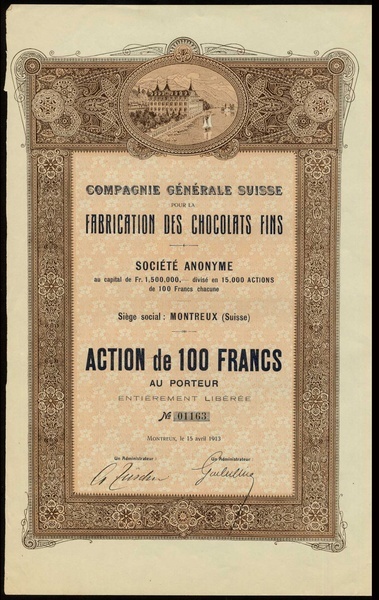 COMPAGNIE GÉNÉRALE SUISSE
POUR LA
FABRICATION DES CHOCOLATS FINS
SOCIÉTÉ ANONYME
au capital de Fr. 1,500,000.— divisé en 15.000 ACTIONS
de 100 Francs chacune
Siège social : MONTREUX (Suisse)
ACTION de 100 FRANCS
AU PORTEUR
ENTIÈREMENT LIBÉRÉE
№ 01163
MONTREUX, le 15 avril 1913
Un Administrateur : Un Administrateur :